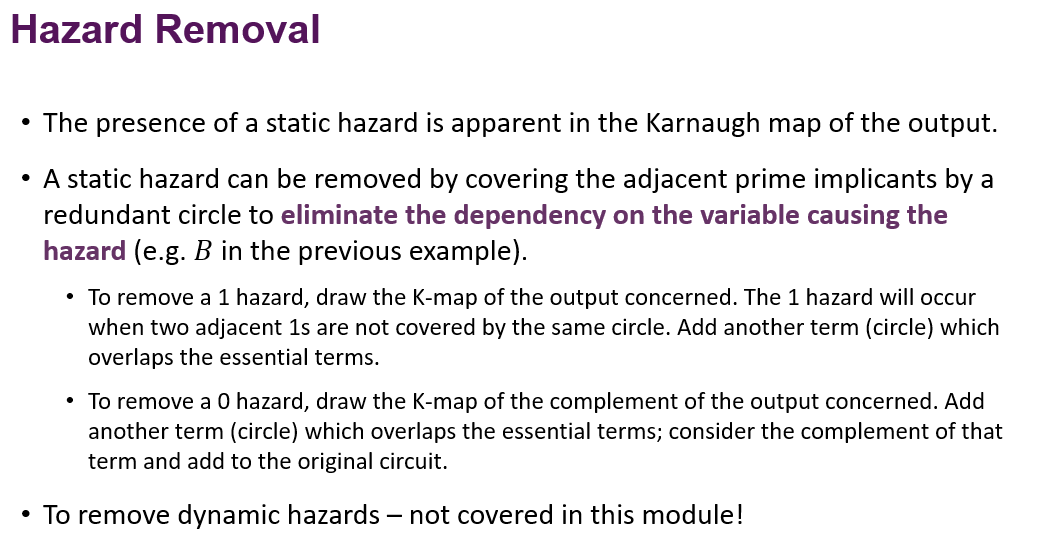 Hazard Removal
• The presence of a static hazard is apparent in the Karnaugh map of the output.
• A static hazard can be removed by covering the adjacent prime implicants by a
redundant circle to eliminate the dependency on the variable causing the
hazard (e.g. B in the previous example).
• To remove a 1 hazard, draw the K-map of the output concerned. The 1 hazard will occur
when two adjacent 1s are not covered by the same circle. Add another term (circle) which
overlaps the essential terms.
• To remove a 0 hazard, draw the K-map of the complement of the output concerned. Add
another term (circle) which overlaps the essential terms; consider the complement of that
term and add to the original circuit.
• To remove dynamic hazards – not covered in this module!